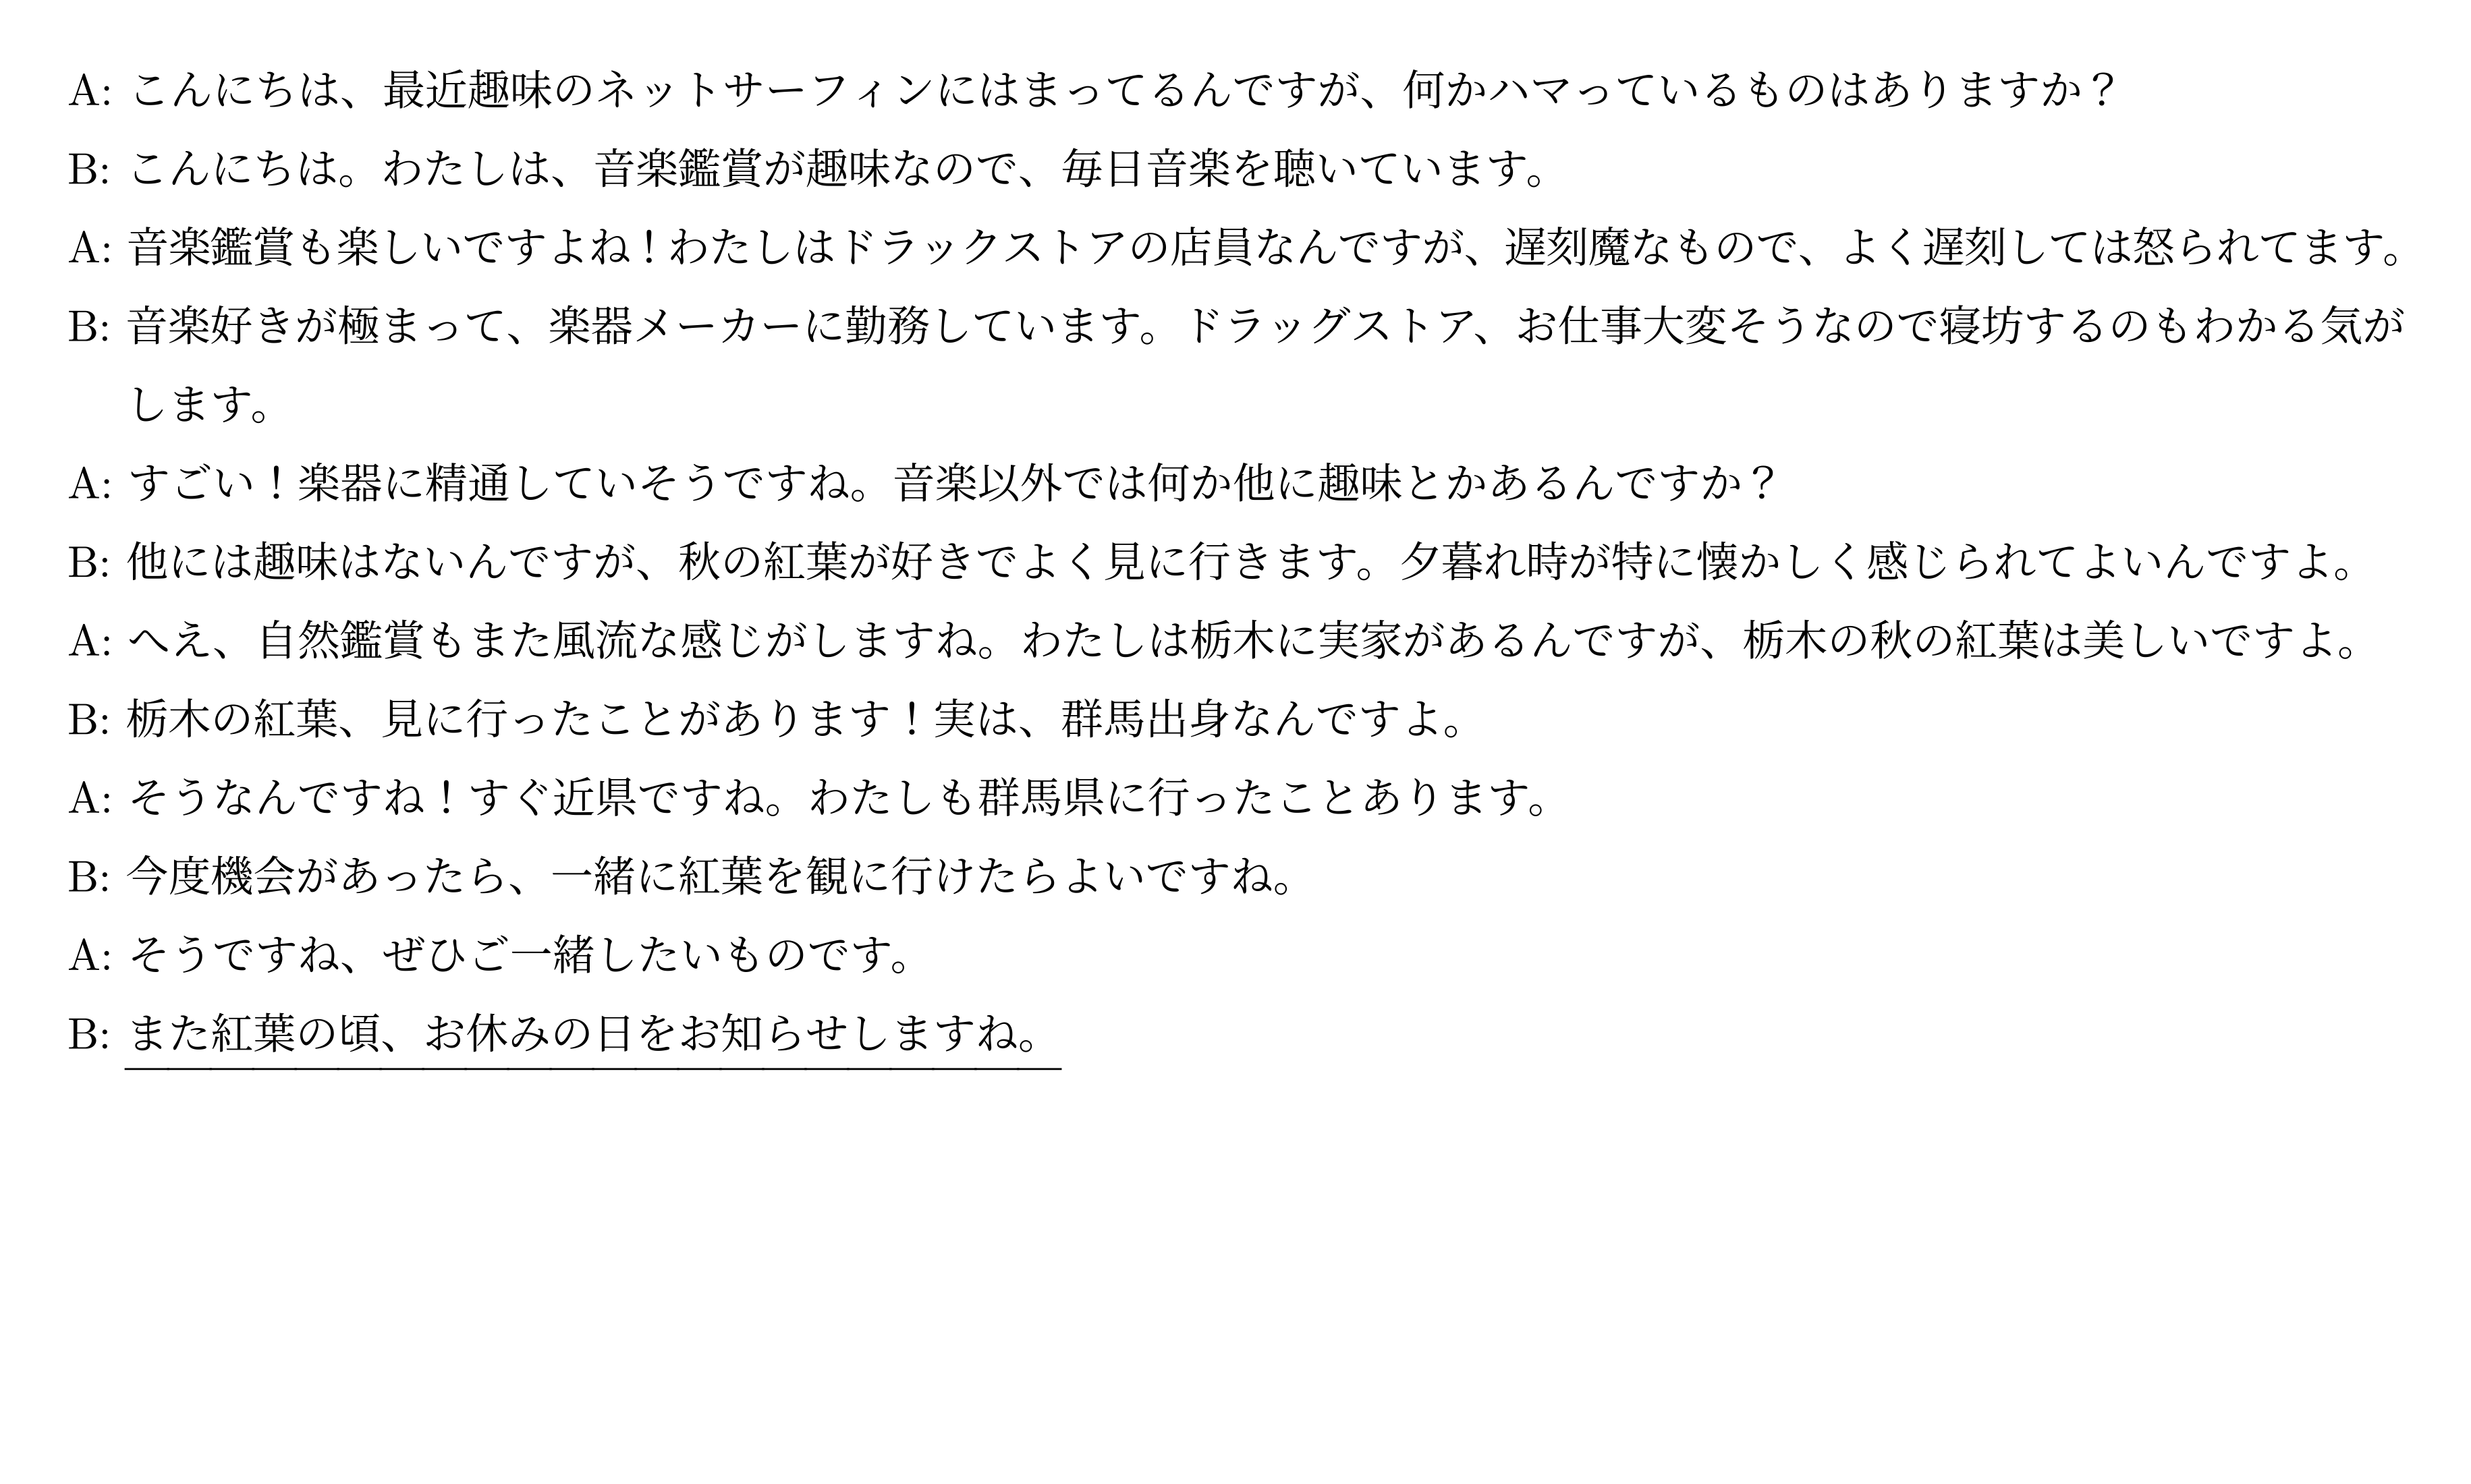 A: こんにちは、最近趣味のネットサーフィンにはまってるんですが、何かハマっているものはありますか？
B: こんにちは。わたしは、音楽鑑賞が趣味なので、毎日音楽を聴いています。
A: 音楽鑑賞も楽しいですよね！わたしはドラックストアの店員なんですが、遅刻魔なもので、よく遅刻しては怒られてます。
B: 音楽好きが極まって、楽器メーカーに勤務しています。ドラッグストア、お仕事大変そうなので寝坊するのもわかる気が
します。
A: すごい！楽器に精通していそうですね。音楽以外では何か他に趣味とかあるんですか？
B: 他には趣味はないんですが、秋の紅葉が好きでよく見に行きます。夕暮れ時が特に懐かしく感じられてよいんですよ。
A: へえ、自然鑑賞もまた風流な感じがしますね。わたしは栃木に実家があるんですが、栃木の秋の紅葉は美しいですよ。
B: 栃木の紅葉、見に行ったことがあります！実は、群馬出身なんですよ。
A: そうなんですね！すぐ近県ですね。わたしも群馬県に行ったことあります。
B: 今度機会があったら、一緒に紅葉を観に行けたらよいですね。
A: そうですね、ぜひご一緒したいものです。
B: また紅葉の頃、お休みの日をお知らせしますね。